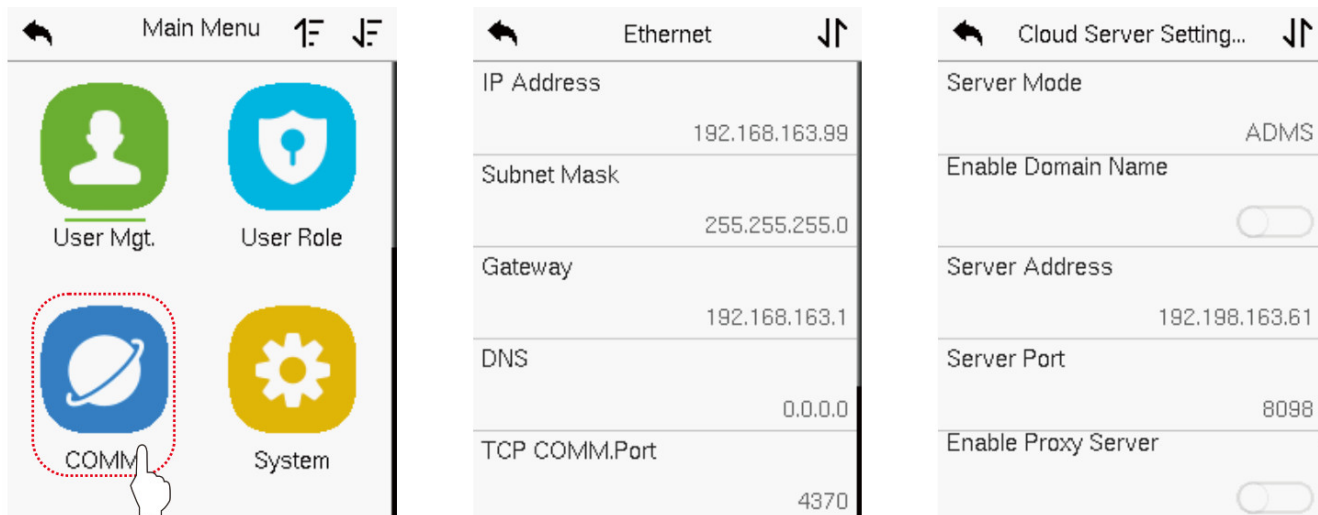 Main Menu
User Mgt.
User Role
COMM.
System
Ethernet
IP Address
192.168.163.99
Subnet Mask
255.255.255.0
Gateway
192.168.163.1
DNS
0.0.0.0
TCP COMM.Port
4370
Cloud Server Setting...
Server Mode
ADMS
Enable Domain Name
Server Address
192.198.163.61
Server Port
8098
Enable Proxy Server